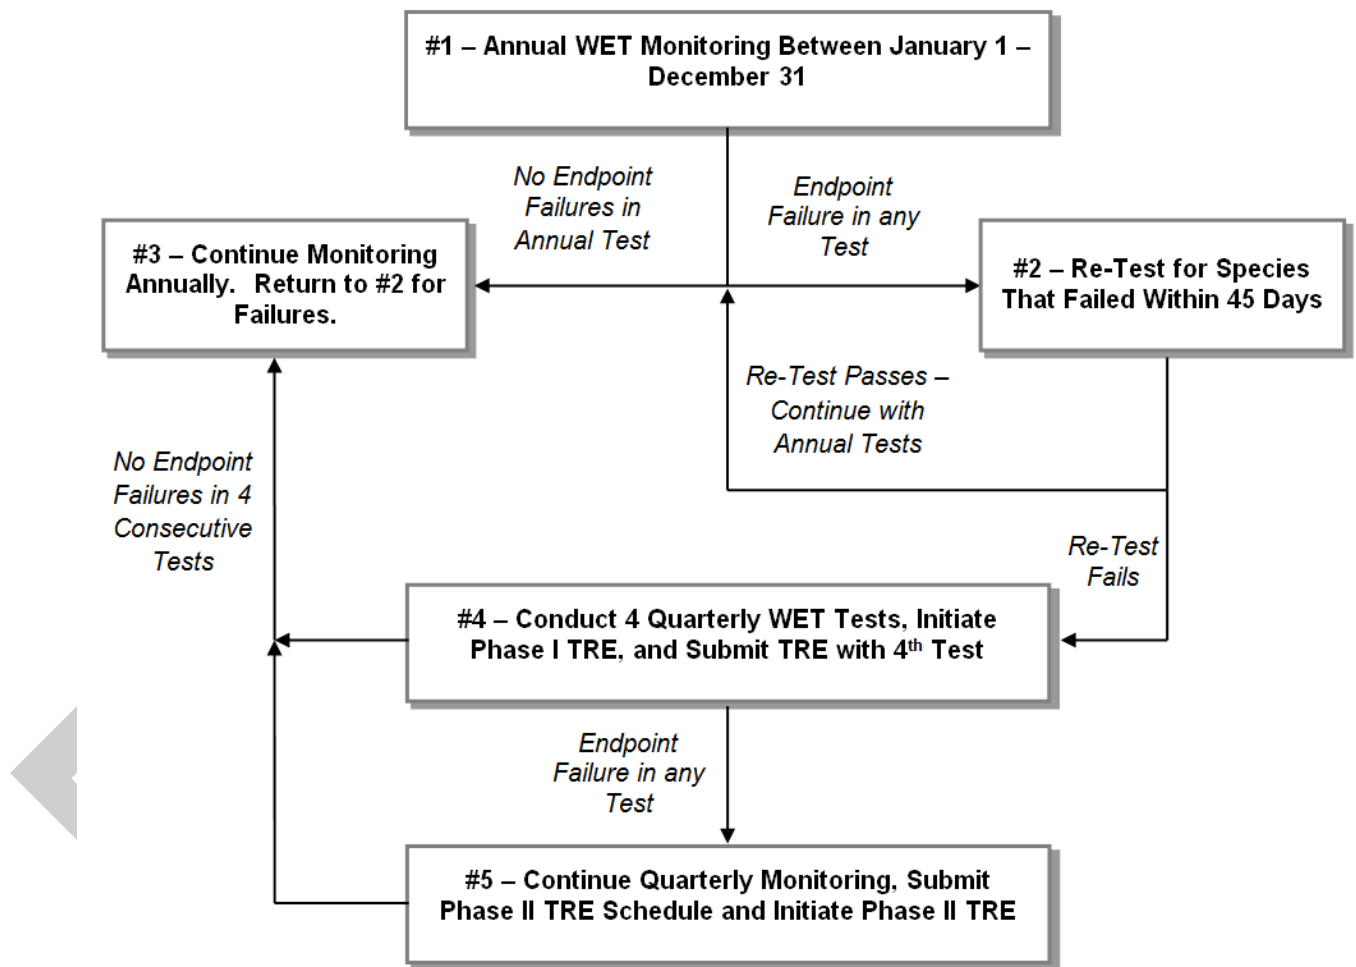 #1 – Annual WET Monitoring Between January 1 –
December 31
No Endpoint
Failures in
Annual Test
Endpoint
Failure in any
Test
#3 – Continue Monitoring
Annually.  Return to #2 for
Failures.
#2 – Re-Test for Species
That Failed Within 45 Days
Re-Test Passes –
Continue with
Annual Tests
No Endpoint
Failures in 4
Consecutive
Tests
Re-Test
Fails
#4 – Conduct 4 Quarterly WET Tests, Initiate
Phase I TRE, and Submit TRE with 4th Test
Endpoint
Failure in any
Test
#5 – Continue Quarterly Monitoring, Submit
Phase II TRE Schedule and Initiate Phase II TRE